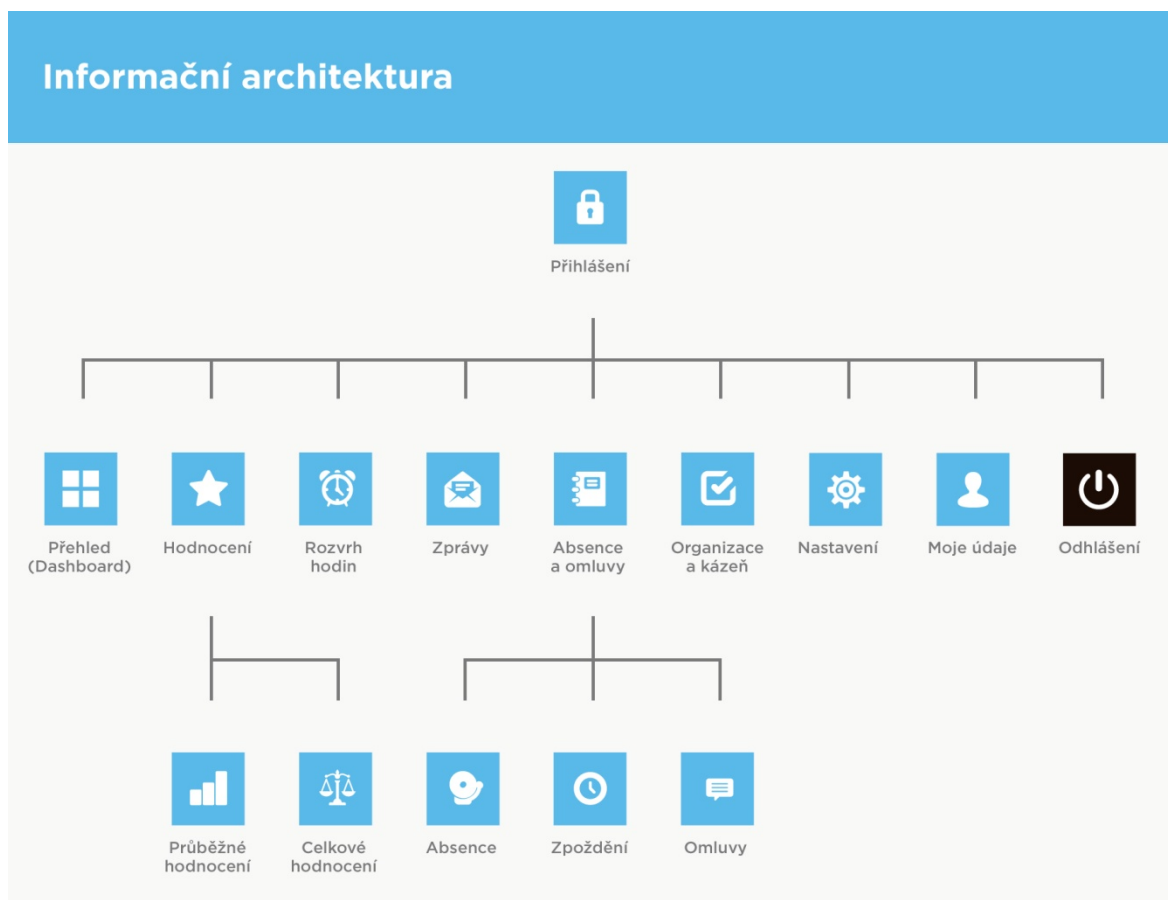 Informační architektura
Přihlášení
Přehled
(Dashboard)
Hodnocení
Rozvrh
hodin
Zprávy
Absence
a omluvy
Organizace
a kázeň
Nastavení
Moje údaje
Odhlášení
Průběžné
hodnocení
Celkové
hodnocení
Absence
Zpoždění
Omluvy